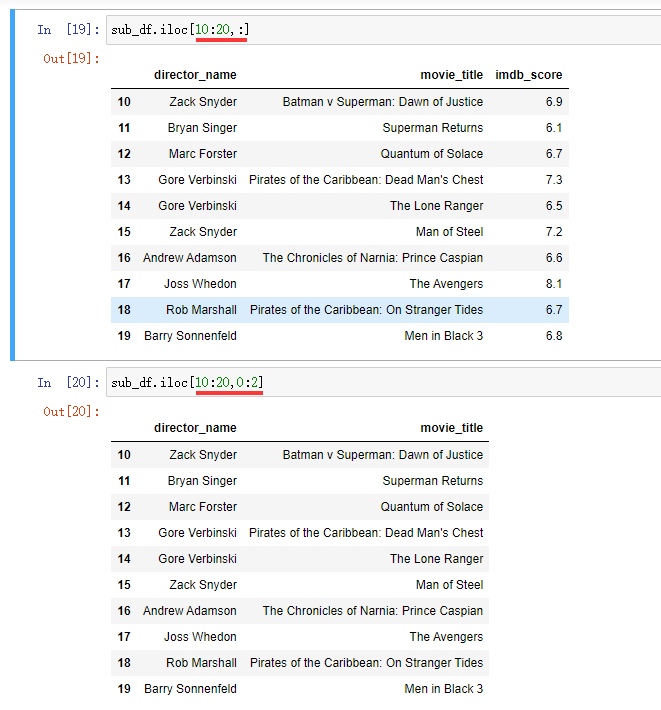 In [19]: sub_df.iloc[10:20,:]
Out[19]:
director_name movie_title imdb_score
10 Zack Snyder Batman v Superman: Dawn of Justice 6.9
11 Bryan Singer Superman Returns 6.1
12 Marc Forster Quantum of Solace 6.7
13 Gore Verbinski Pirates of the Caribbean: Dead Man's Chest 7.3
14 Gore Verbinski The Lone Ranger 6.5
15 Zack Snyder Man of Steel 7.2
16 Andrew Adamson The Chronicles of Narnia: Prince Caspian 6.6
17 Joss Whedon The Avengers 8.1
18 Rob Marshall Pirates of the Caribbean: On Stranger Tides 6.7
19 Barry Sonnenfeld Men in Black 3 6.8
In [20]: sub_df.iloc[10:20,0:2]
Out[20]:
director_name movie_title
10 Zack Snyder Batman v Superman: Dawn of Justice
11 Bryan Singer Superman Returns
12 Marc Forster Quantum of Solace
13 Gore Verbinski Pirates of the Caribbean: Dead Man's Chest
14 Gore Verbinski The Lone Ranger
15 Zack Snyder Man of Steel
16 Andrew Adamson The Chronicles of Narnia: Prince Caspian
17 Joss Whedon The Avengers
18 Rob Marshall Pirates of the Caribbean: On Stranger Tides
19 Barry Sonnenfeld Men in Black 3